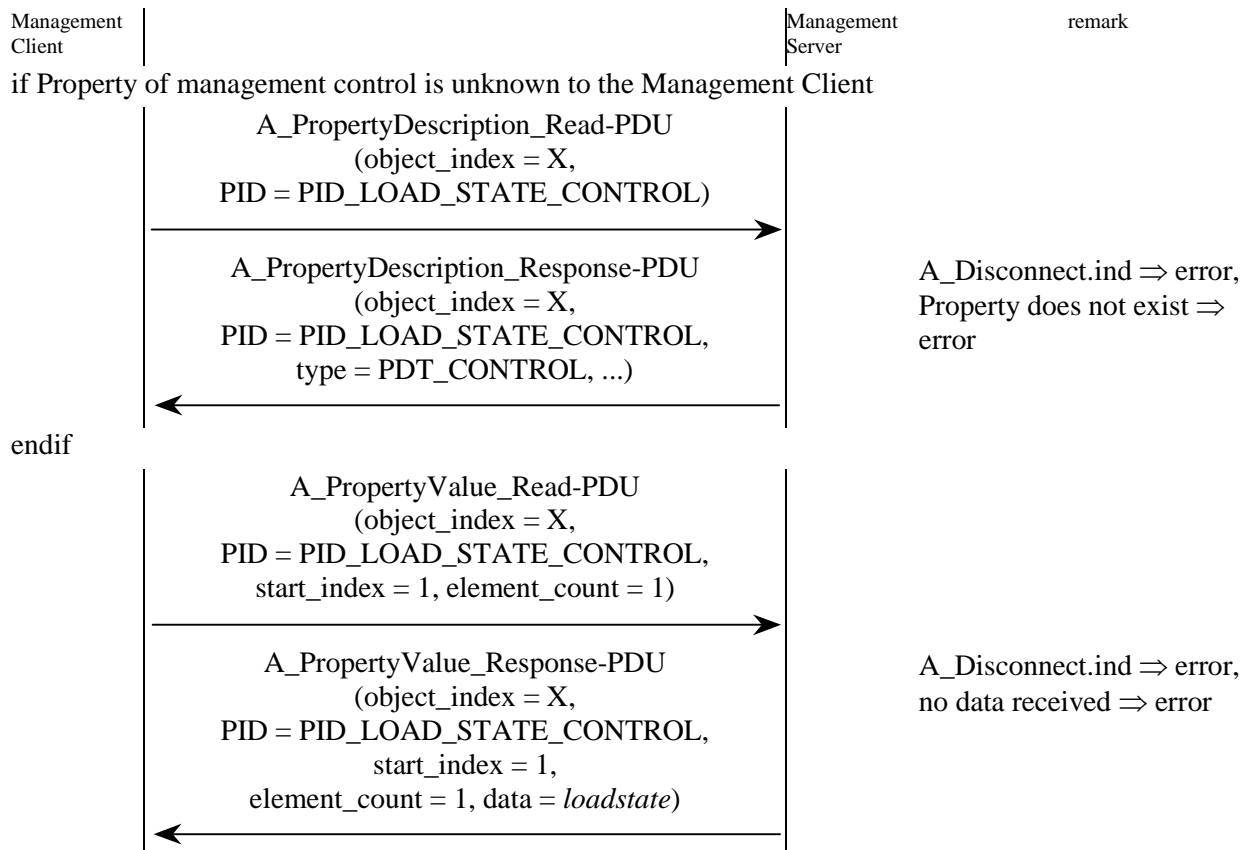 Management Client
Management Server
remark
if Property of management control is unknown to the Management Client
A_PropertyDescription_Read-PDU
(object_index = X,
PID = PID_LOAD_STATE_CONTROL)
A_PropertyDescription_Response-PDU
(object_index = X,
PID = PID_LOAD_STATE_CONTROL,
type = PDT_CONTROL, ...)
A_Disconnect.ind ⇒ error,
Property does not exist ⇒
error
endif
A_PropertyValue_Read-PDU
(object_index = X,
PID = PID_LOAD_STATE_CONTROL,
start_index = 1, element_count = 1)
A_PropertyValue_Response-PDU
(object_index = X,
PID = PID_LOAD_STATE_CONTROL,
start_index = 1,
element_count = 1, data = loadstate)
A_Disconnect.ind ⇒ error,
no data received ⇒ error